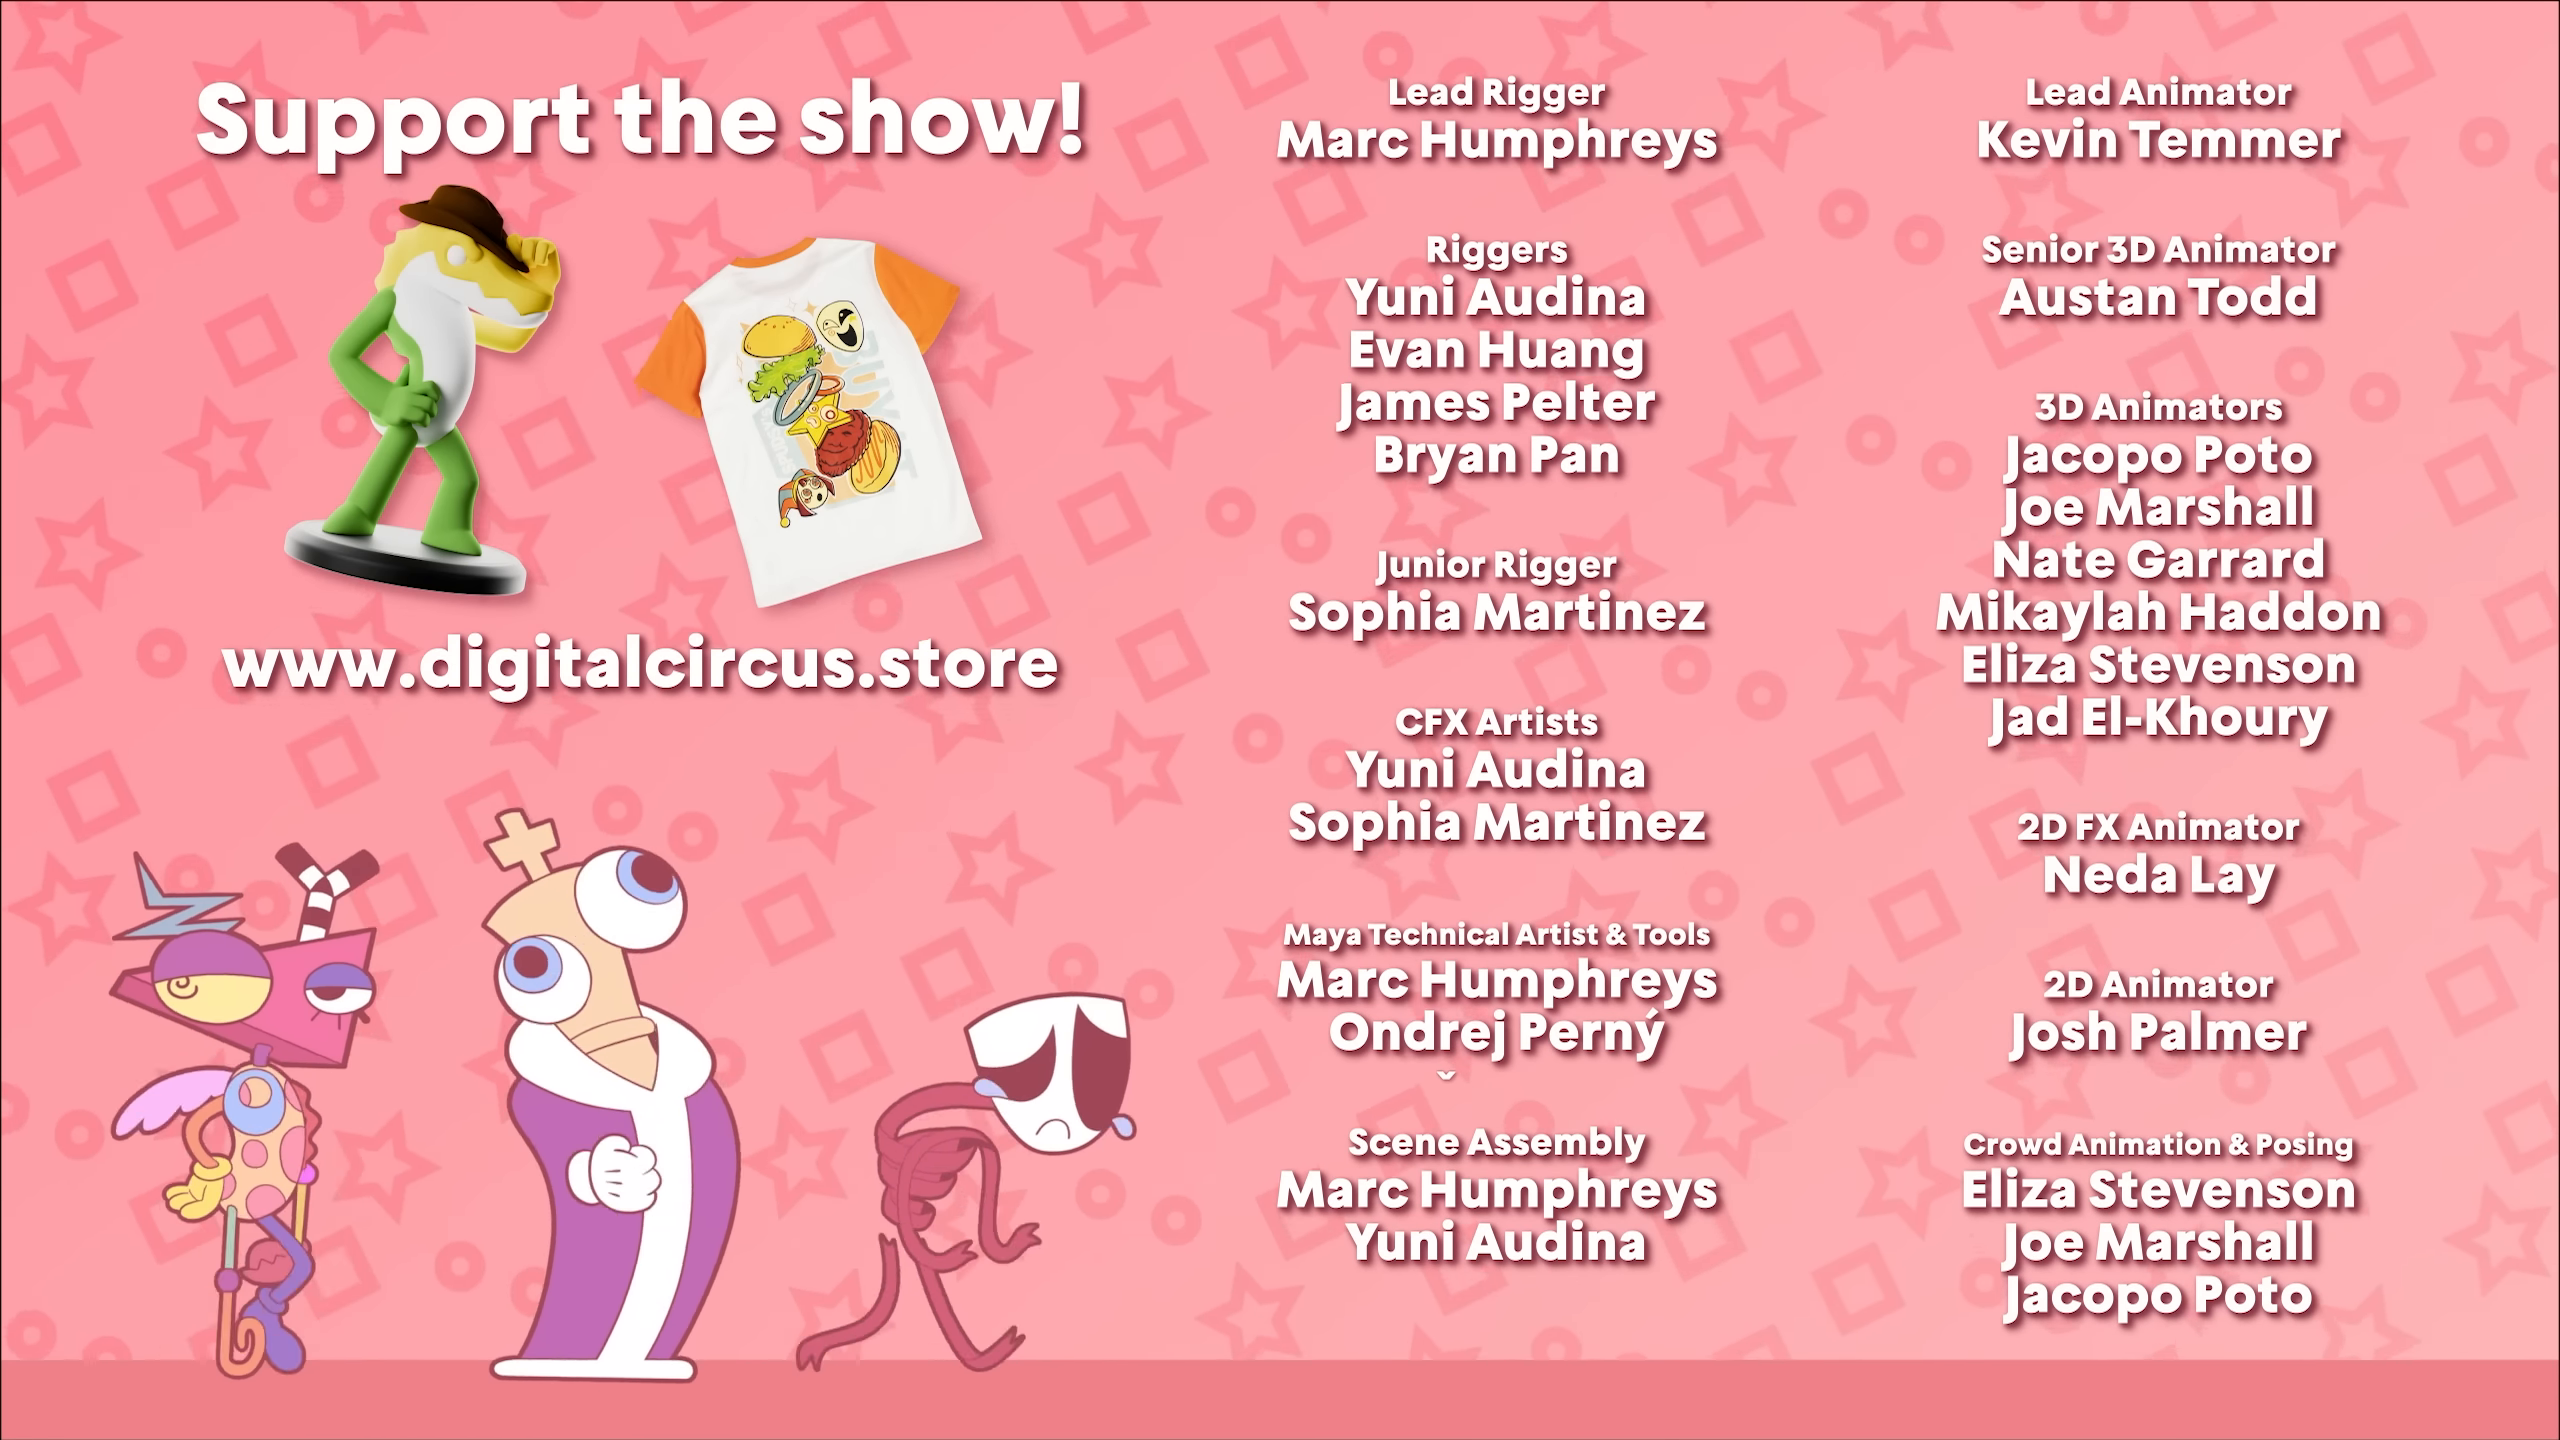 Support the show!
www.digitalcircus.store
Lead Rigger
Marc Humphreys
Riggers
Yuni Audina
Evan Huang
James Pelter
Bryan Pan
Junior Rigger
Sophia Martinez
CFX Artists
Yuni Audina
Sophia Martinez
Maya Technical Artist & Tools
Marc Humphreys
Ondrej Perný
Scene Assembly
Marc Humphreys
Yuni Audina
Lead Animator
Kevin Temmer
Senior 3D Animator
Austan Todd
3D Animators
Jacopo Poto
Joe Marshall
Nate Garrard
Mikaylah Haddon
Eliza Stevenson
Jad El-Khoury
2D FX Animator
Neda Lay
2D Animator
Josh Palmer
Crowd Animation & Posing
Eliza Stevenson
Joe Marshall
Jacopo Poto